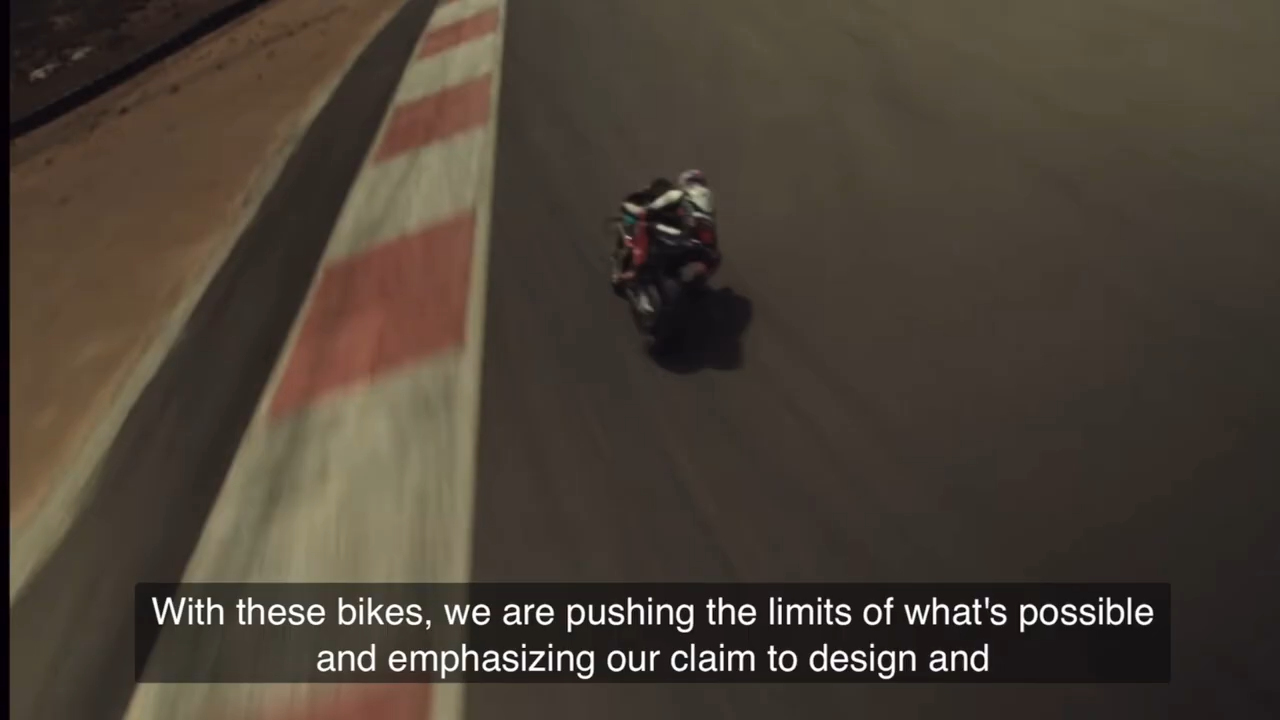 With these bikes, we are pushing the limits of what's possible
and emphasizing our claim to design and